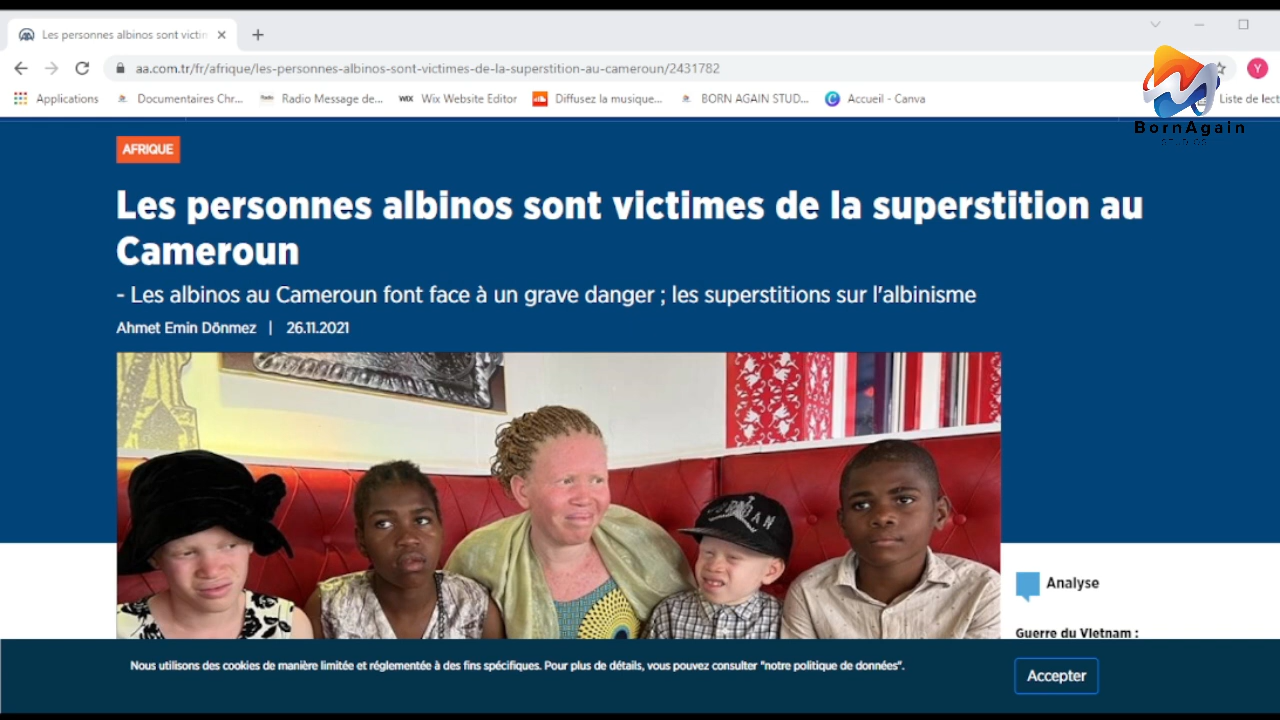 Les personnes albinos sont victim
aa.com.tr/fr/afrique/les-personnes-albinos-sont-victimes-de-la-superstition-au-cameroun/2431782
Y
Applications
Documentaires Chr...
Radio Message de...
WIX Wix Website Editor
Diffusez la musique...
BORN AGAIN STUD...
Accueil - Canva
Liste de lect
BornAgain
STUDIOS
AFRIQUE
Les personnes albinos sont victimes de la superstition au
Cameroun
- Les albinos au Cameroun font face à un grave danger ; les superstitions sur l'albinisme
Ahmet Emin Dönmez | 26.11.2021
JORDAN
Analyse
Guerre du Vietnam :
Nous utilisons des cookies de manière limitée et réglementée à des fins spécifiques. Pour plus de détails, vous pouvez consulter "notre politique de données".
Accepter